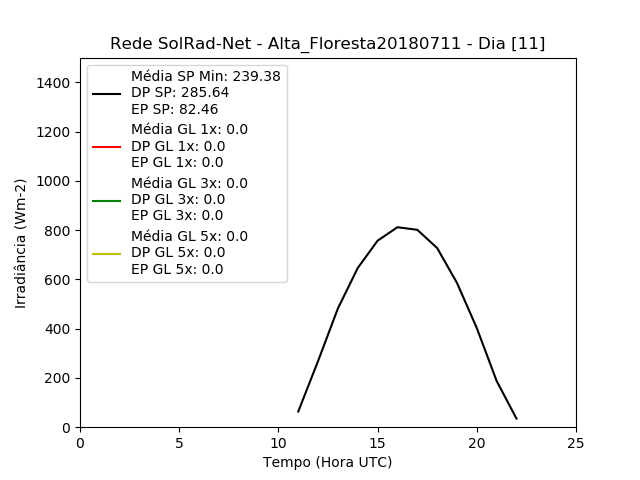 Rede SolRad-Net - Alta_Floresta20180711 - Dia [11]
Média SP Min: 239.38
DP SP: 285.64
EP SP: 82.46
Média GL 1x: 0.0
DP GL 1x: 0.0
EP GL 1x: 0.0
Média GL 3x: 0.0
DP GL 3x: 0.0
EP GL 3x: 0.0
Média GL 5x: 0.0
DP GL 5x: 0.0
EP GL 5x: 0.0
Irradiância (Wm-2)
1400
1200
1000
800
600
400
200
0
0 5 10 15 20 25
Tempo (Hora UTC)